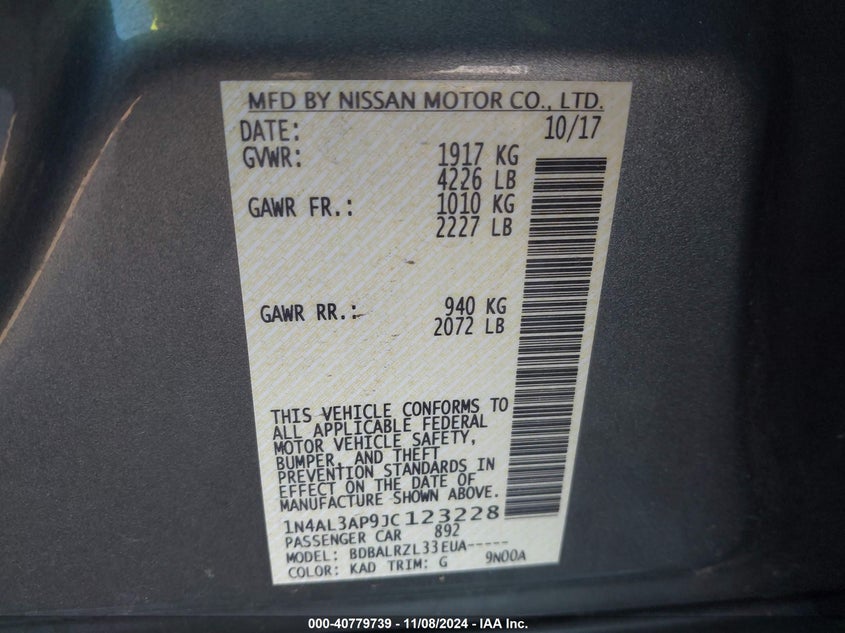 MFD BY NISSAN MOTOR CO., LTD.
DATE: 10/17
GVWR: 1917 KG
4226 LB
GAWR FR.: 1010 KG
2227 LB
GAWR RR.: 940 KG
2072 LB
THIS VEHICLE CONFORMS TO
ALL APPLICABLE FEDERAL
MOTOR VEHICLE SAFETY,
BUMPER, AND THEFT
PREVENTION STANDARDS IN
EFFECT ON THE DATE OF
MANUFACTURE SHOWN ABOVE.
1N4AL3AP9JC123228
PASSENGER CAR 892
MODEL: BDBALRZL33EUA-----
COLOR: KAD TRIM: G 9N00A
000-40779739 - 11/08/2024 - IAA Inc.